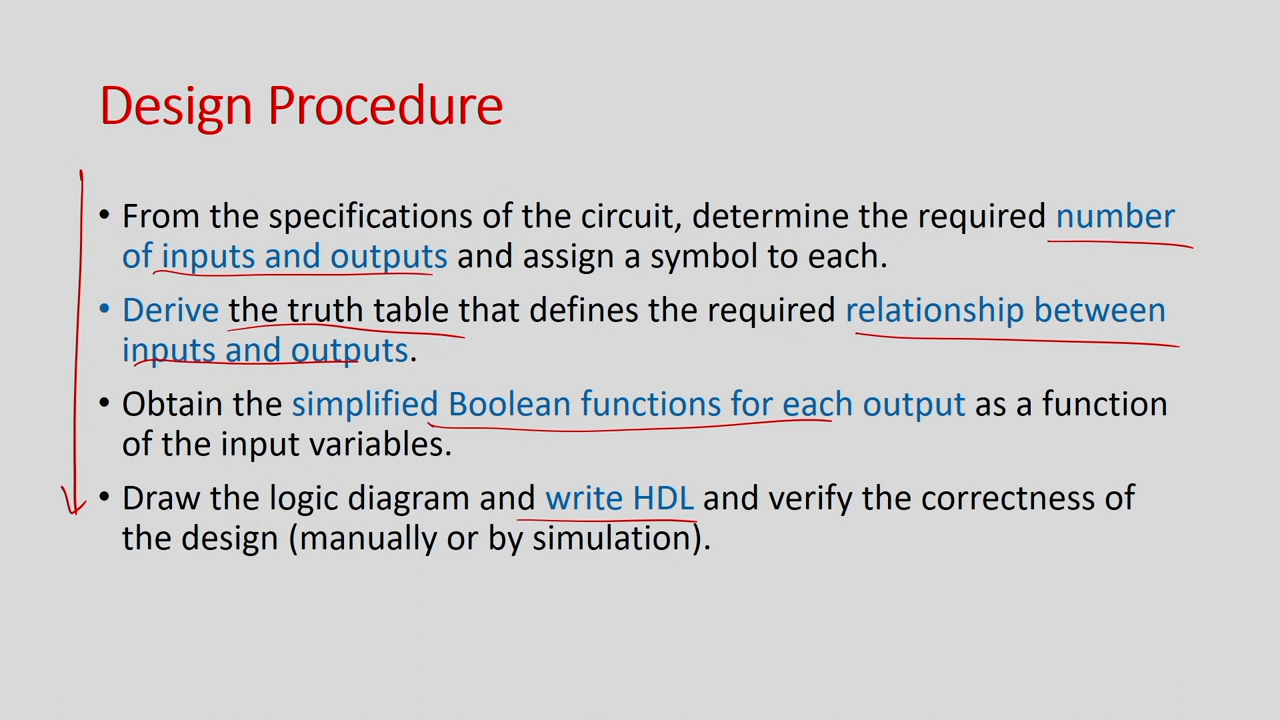 Design Procedure
• From the specifications of the circuit, determine the required number
of inputs and outputs and assign a symbol to each.
• Derive the truth table that defines the required relationship between
inputs and outputs.
• Obtain the simplified Boolean functions for each output as a function
of the input variables.
• Draw the logic diagram and write HDL and verify the correctness of
the design (manually or by simulation).